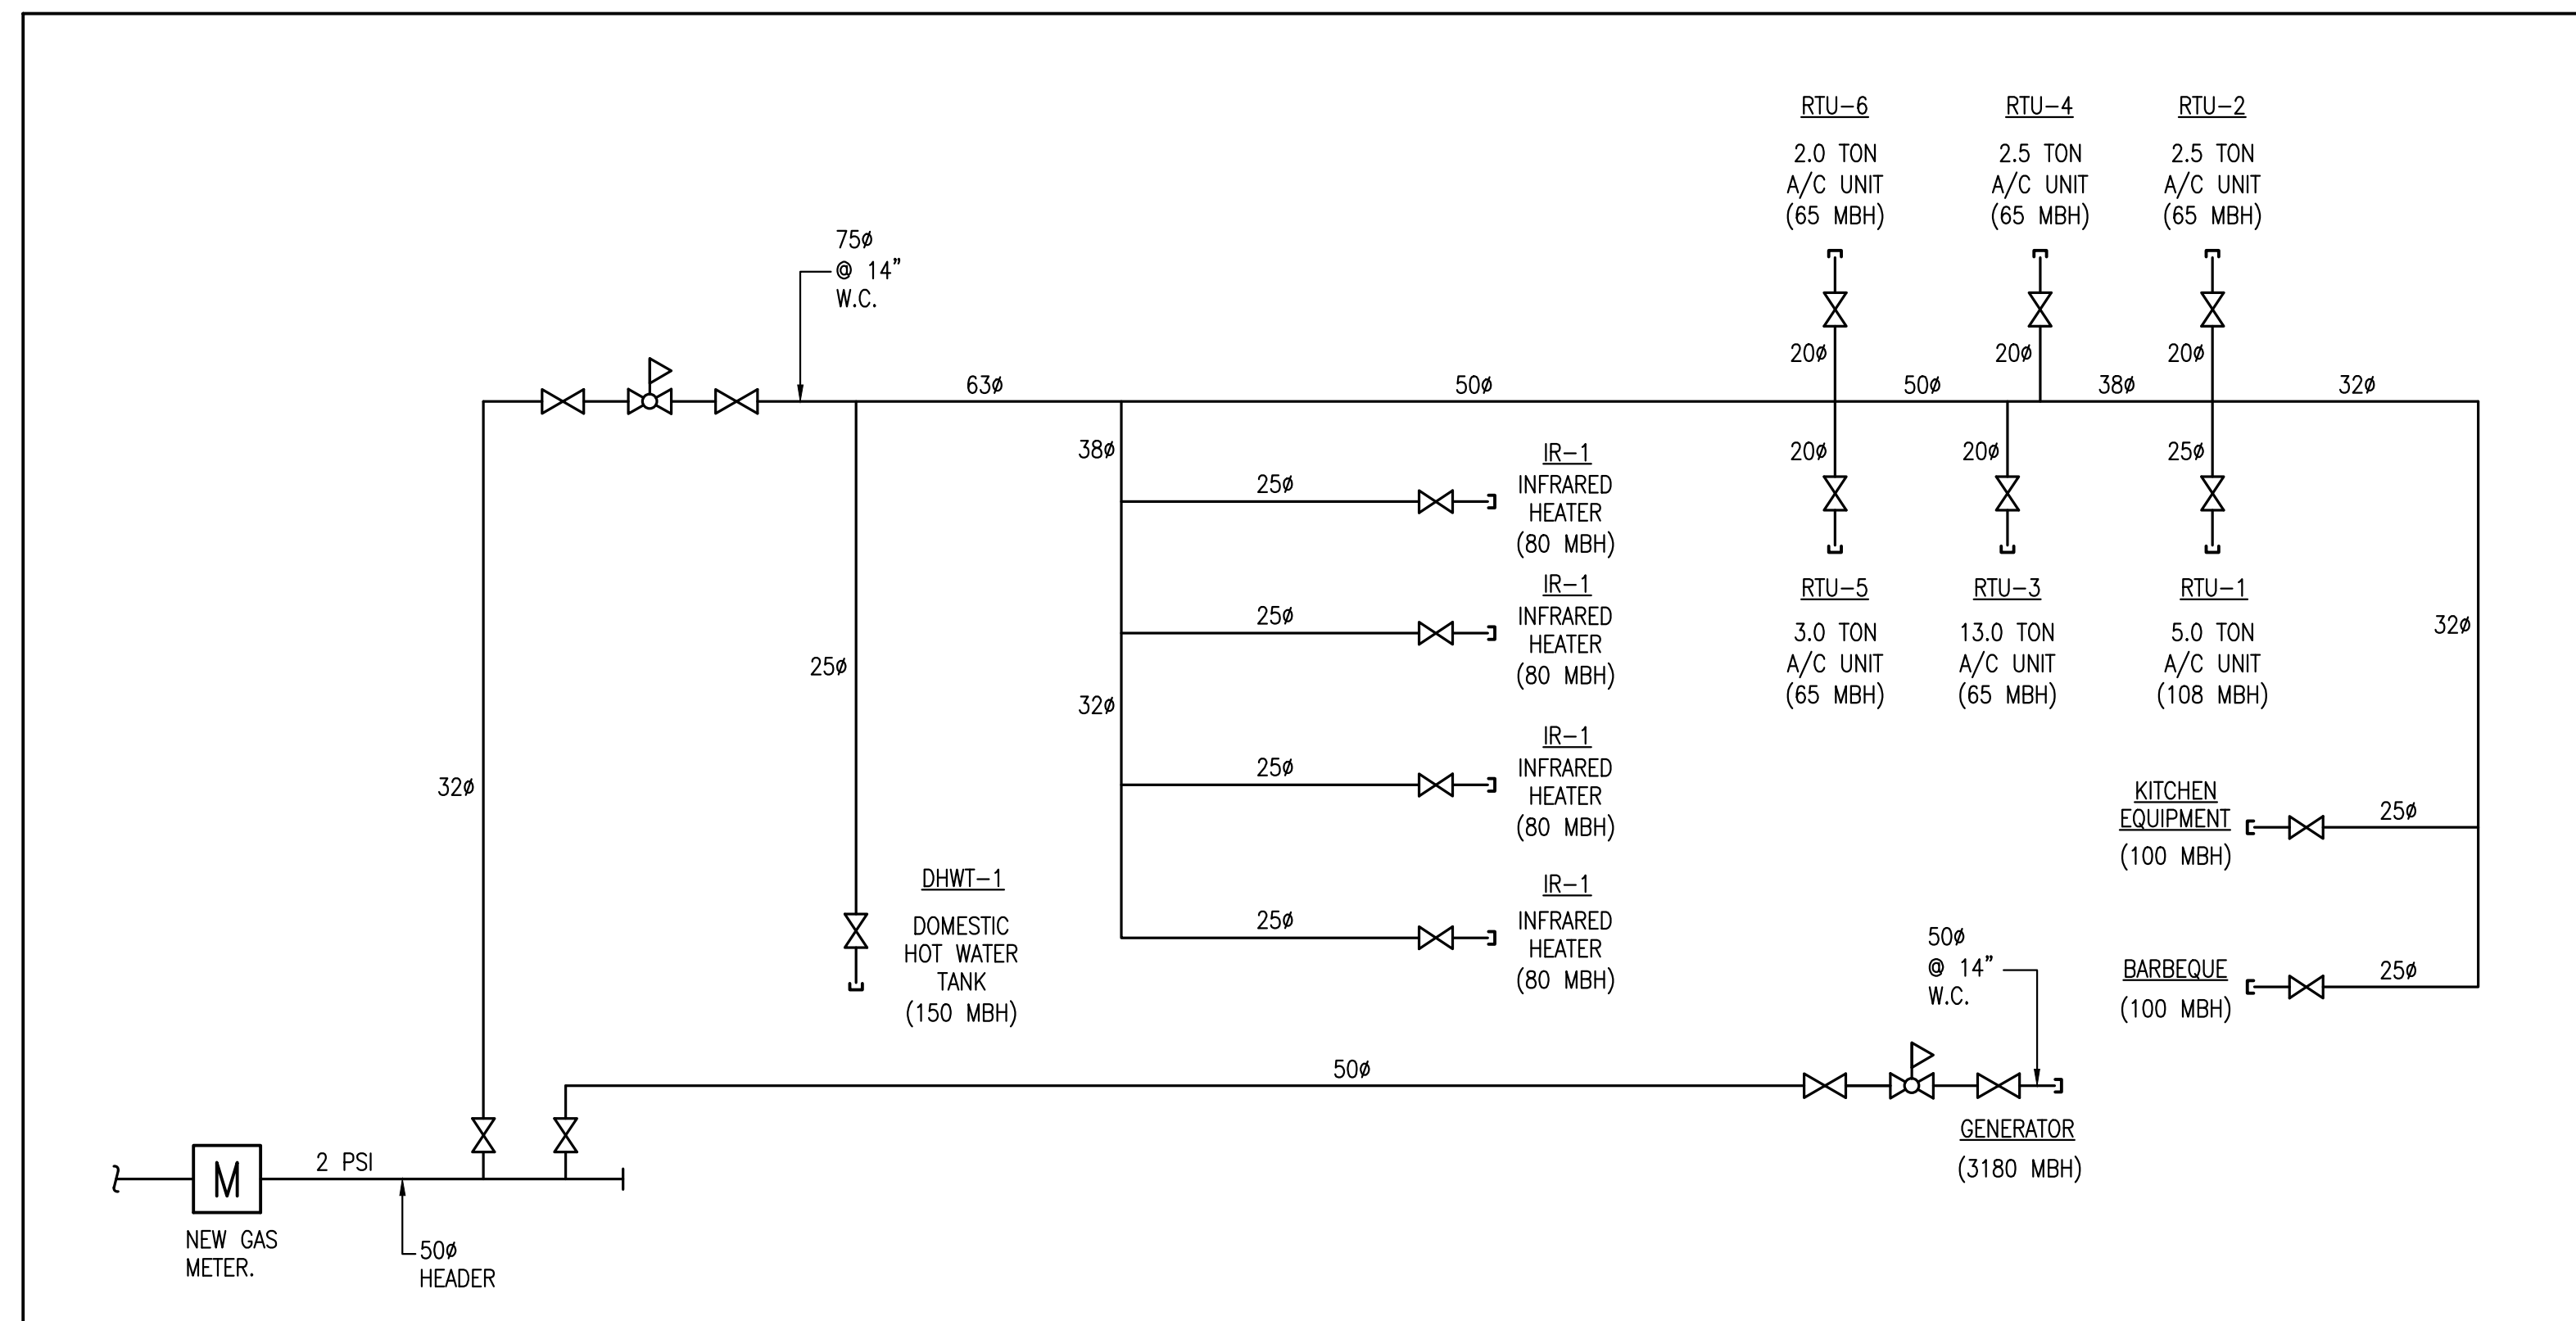 RTU-6
2.0 TON
A/C UNIT
(65 MBH)
RTU-4
2.5 TON
A/C UNIT
(65 MBH)
RTU-2
2.5 TON
A/C UNIT
(65 MBH)
75ø
@ 14"
W.C.
20ø
20ø
20ø
63ø
50ø
50ø
38ø
32ø
38ø
20ø
20ø
25ø
25ø
IR-1
INFRARED
HEATER
(80 MBH)
25ø
IR-1
INFRARED
HEATER
(80 MBH)
RTU-5
3.0 TON
A/C UNIT
(65 MBH)
RTU-3
13.0 TON
A/C UNIT
(65 MBH)
RTU-1
5.0 TON
A/C UNIT
(108 MBH)
32ø
25ø
32ø
25ø
IR-1
INFRARED
HEATER
(80 MBH)
32ø
KITCHEN
EQUIPMENT
(100 MBH)
25ø
DHWT-1
DOMESTIC
HOT WATER
TANK
(150 MBH)
25ø
IR-1
INFRARED
HEATER
(80 MBH)
50ø
@ 14"
W.C.
BARBEQUE
(100 MBH)
25ø
50ø
GENERATOR
(3180 MBH)
M
2 PSI
NEW GAS
METER.
50ø
HEADER